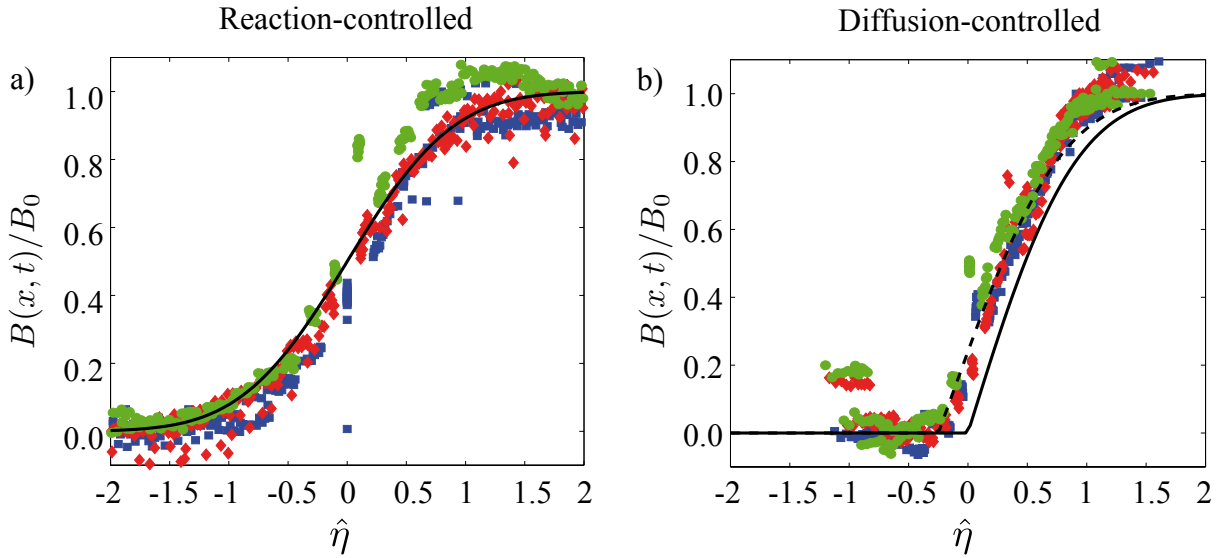 Reaction-controlled
Diffusion-controlled
a)
1.0
0.8
0.6
0.4
0.2
0.0
B(x, t)/B₀
-2 -1.5 -1 -0.5 0 0.5 1 1.5 2
η̂
b)
1.0
0.8
0.6
0.4
0.2
0.0
B(x, t)/B₀
-2 -1.5 -1 -0.5 0 0.5 1 1.5 2
η̂